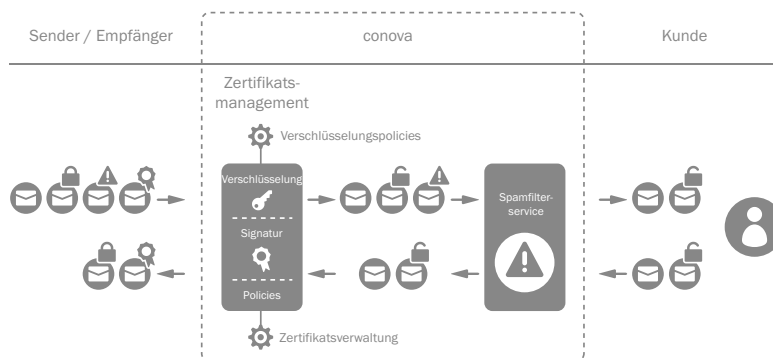 Sender / Empfänger
conova
Kunde
Zertifikats-
management
Verschlüsselungspolicies
Verschlüsselung
Signatur
Policies
Spamfilter-
service
Zertifikatsverwaltung